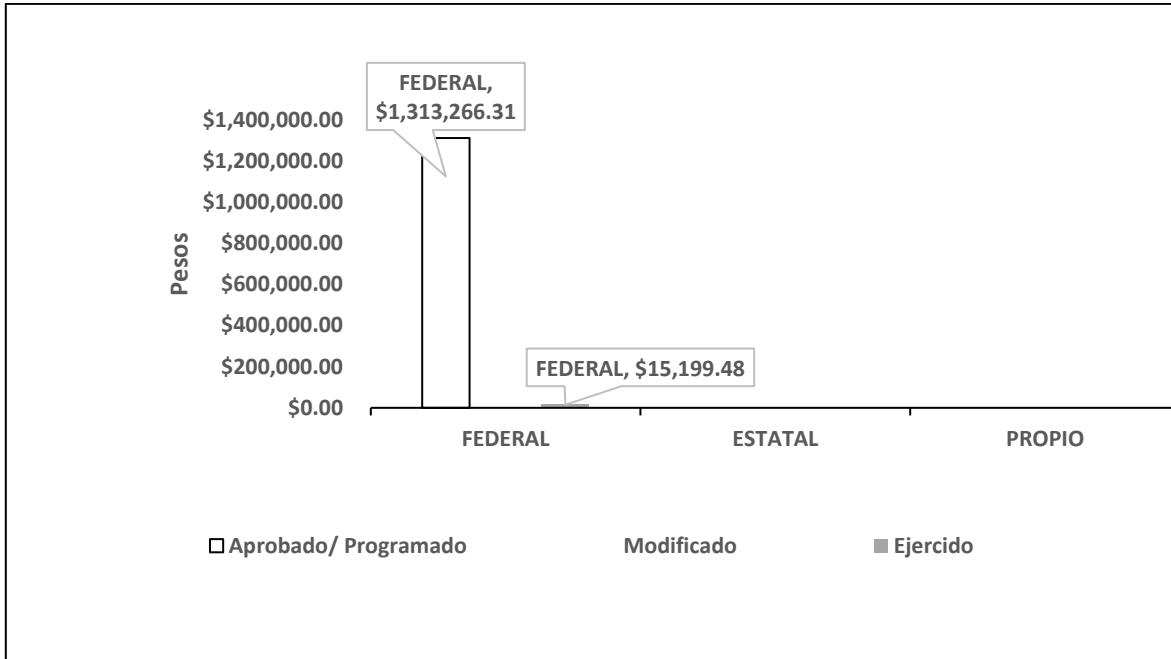 FEDERAL,
$1,313,266.31
$1,400,000.00
$1,200,000.00
$1,000,000.00
$800,000.00
$600,000.00
$400,000.00
$200,000.00
$0.00
Pesos
FEDERAL, $15,199.48
FEDERAL
ESTATAL
PROPIO
Aprobado/ Programado
Modificado
Ejercido